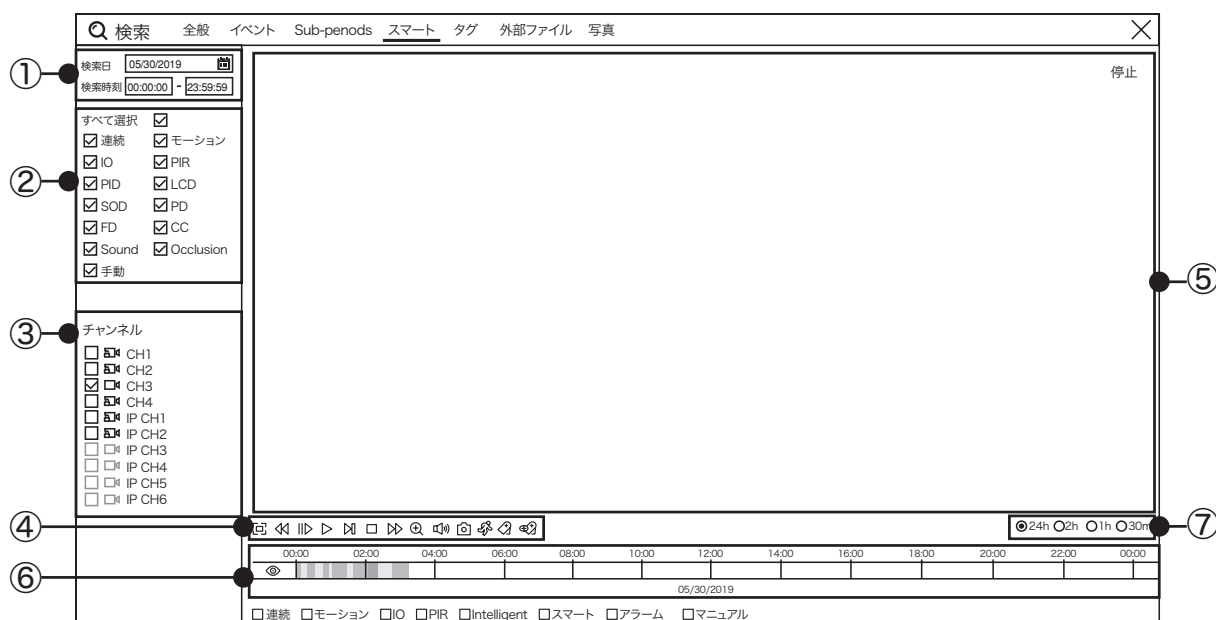 検索 全般 イベント Sub-penods スマート タグ 外部ファイル 写真
① 検索日 05/30/2019
検索時刻 00:00:00 - 23:59:59
停止
② すべて選択
連続 モーション
IO PIR
PID LCD
SOD PD
FD CC
Sound Occlusion
手動
⑤
③ チャンネル
CH1
CH2
CH3
CH4
IP CH1
IP CH2
IP CH3
IP CH4
IP CH5
IP CH6
④
24h 2h 1h 30m ⑦
⑥ 00:00 02:00 04:00 06:00 08:00 10:00 12:00 14:00 16:00 18:00 20:00 22:00 00:00
05/30/2019
連続 モーション IO PIR Intelligent スマート アラーム マニュアル